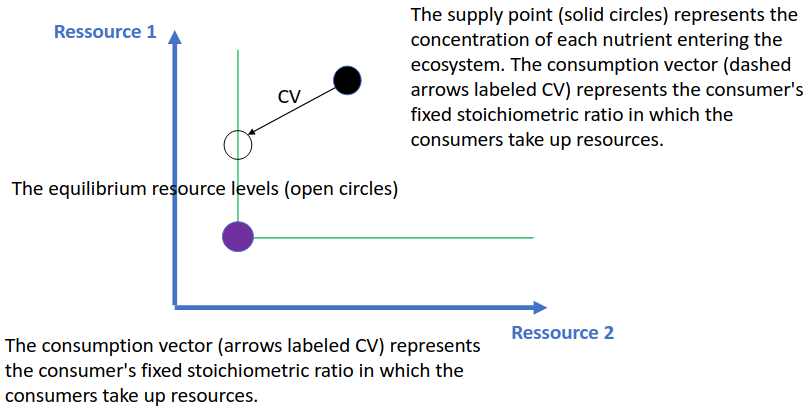 Ressource 1
The supply point (solid circles) represents the
concentration of each nutrient entering the
ecosystem. The consumption vector (dashed
arrows labeled CV) represents the consumer's
fixed stoichiometric ratio in which the
consumers take up resources.
CV
The equilibrium resource levels (open circles)
Ressource 2
The consumption vector (arrows labeled CV) represents
the consumer's fixed stoichiometric ratio in which the
consumers take up resources.